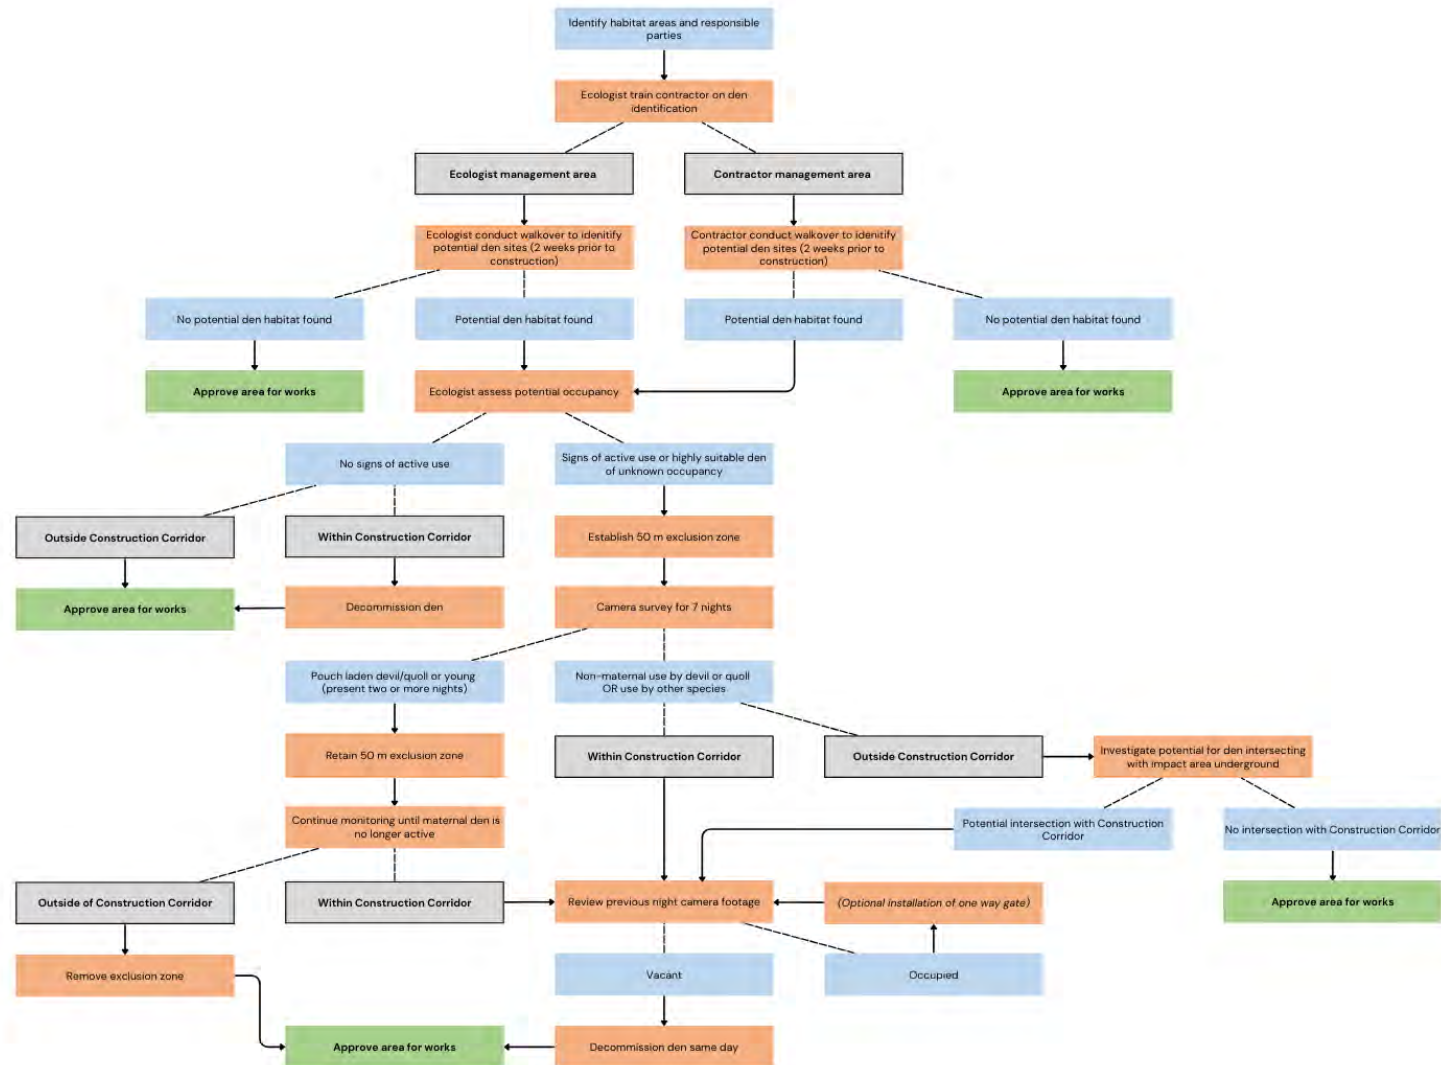 Identify habitat areas and responsible
parties
Ecologist train contractor on den
identification
Ecologist management area
Contractor management area
Ecologist conduct walkover to ideintify
potential den sites (2 weeks prior to
construction)
Contractor conduct walkover to ideintify
potential den sites (2 weeks prior to
construction)
No potential den habitat found
Potential den habitat found
Potential den habitat found
No potential den habitat found
Approve area for works
Ecologist assess potential occupancy
Approve area for works
No signs of active use
Signs of active use or highly suitable den
of unknown occupancy
Outside Construction Corridor
Within Construction Corridor
Establish 50 m exclusion zone
Approve area for works
Decommission den
Camera survey for 7 nights
Pouch laden devil/quoll or young
(present two or more nights)
Non-maternal use by devil or quoll
OR use by other species
Retain 50 m exclusion zone
Within Construction Corridor
Outside Construction Corridor
Investigate potential for den intersecting
with impact area underground
Continue monitoring until maternal den is
no longer active
Potential intersection with Construction
Corridor
No intersection with Construction Corridor
Outside of Construction Corridor
Within Construction Corridor
Review previous night camera footage
(Optional installation of one way gate)
Approve area for works
Remove exclusion zone
Vacant
Occupied
Approve area for works
Decommission den same day